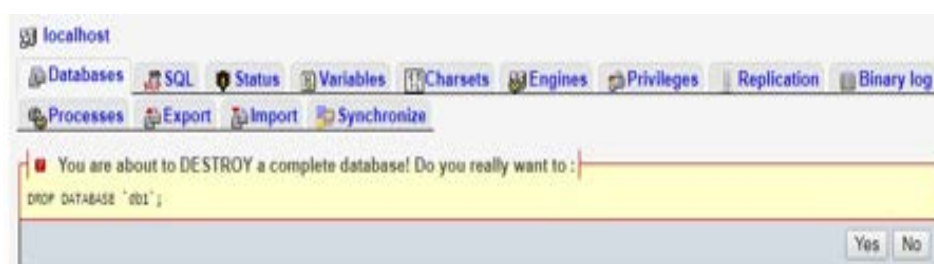 localhost
Databases SQL Status Variables Charsets Engines Privileges Replication Binary log
Processes Export Import Synchronize
You are about to DESTROY a complete database! Do you really want to :
DROP DATABASE `db1`;
Yes No